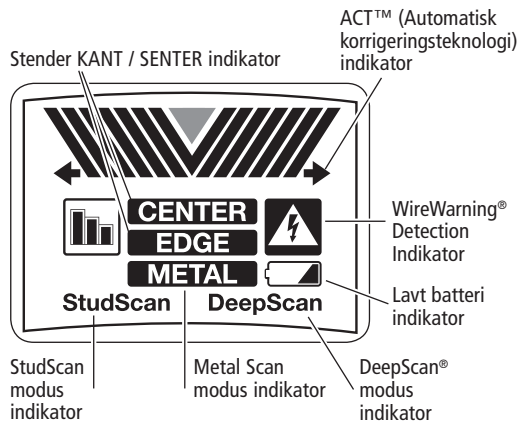 ACT™ (Automatisk
korrigeringsteknologi)
indikator
Stender KANT / SENTER indikator
CENTER
EDGE
METAL
StudScan DeepScan
WireWarning®
Detection
Indikator
Lavt batteri
indikator
StudScan
modus
indikator
Metal Scan
modus indikator
DeepScan®
modus
indikator